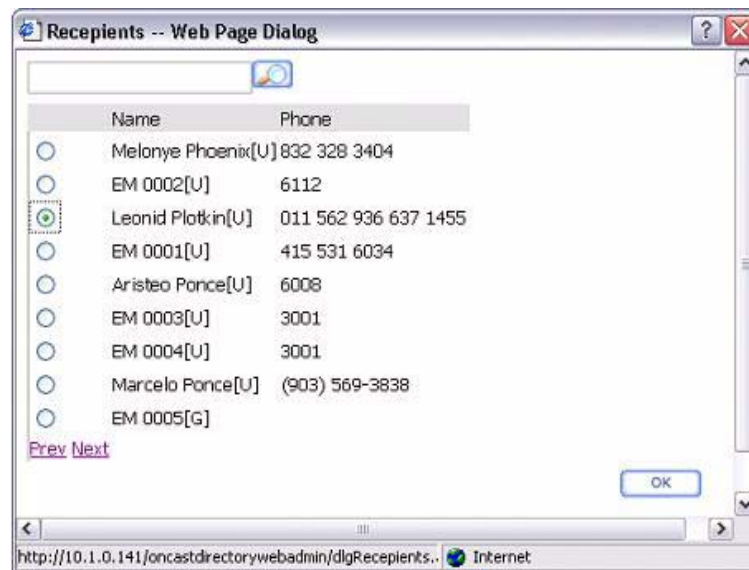 Recepients -- Web Page Dialog
Name Phone
Melonye Phoenix[U] 832 328 3404
EM 0002[U] 6112
Leonid Plotkin[U] 011 562 936 637 1455
EM 0001[U] 415 531 6034
Aristeo Ponce[U] 6008
EM 0003[U] 3001
EM 0004[U] 3001
Marcelo Ponce[U] (903) 569-3838
EM 0005[G]
Prev Next
OK
http://10.1.0.141/oncastdirectorywebadmin/dlgRecepients.. Internet